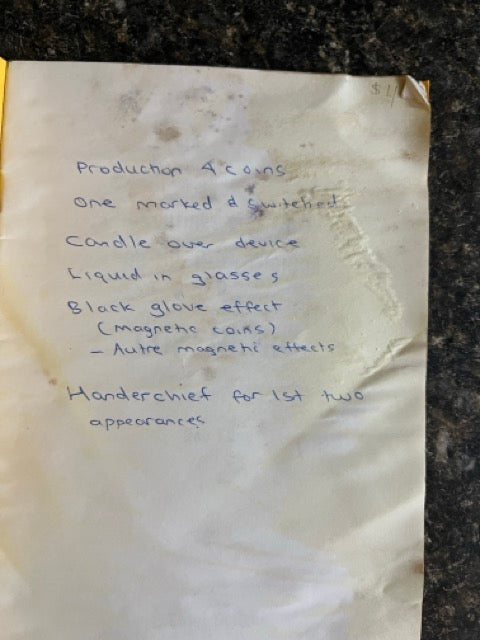 $1/
Production 4 coins
One marked & switched
Candle over device
Liquid in glasses
Black glove effect
(magnetic coins)
- Autre magnetic effects
Handerchief for 1st two
appearances